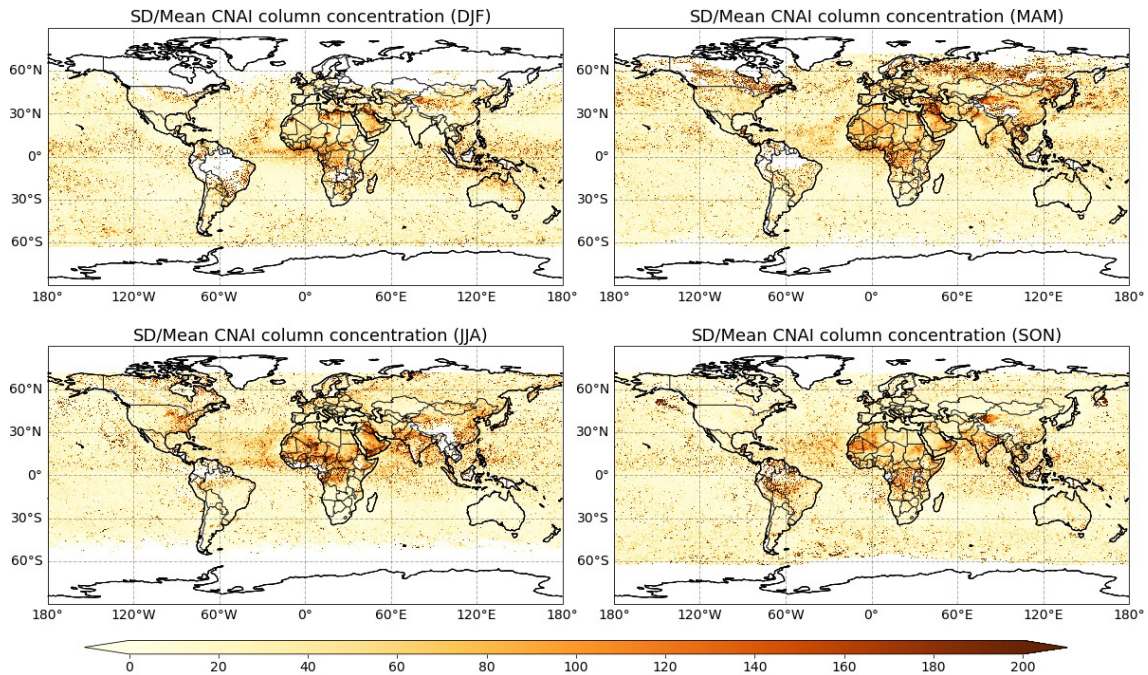 SD/Mean CNAI column concentration (DJF)
SD/Mean CNAI column concentration (MAM)
60°N
30°N
0°
30°S
60°S
180° 120°W 60°W 0° 60°E 120°E 180°
60°N
30°N
0°
30°S
60°S
180° 120°W 60°W 0° 60°E 120°E 180°
SD/Mean CNAI column concentration (JJA)
SD/Mean CNAI column concentration (SON)
60°N
30°N
0°
30°S
60°S
180° 120°W 60°W 0° 60°E 120°E 180°
60°N
30°N
0°
30°S
60°S
180° 120°W 60°W 0° 60°E 120°E 180°
0 20 40 60 80 100 120 140 160 180 200